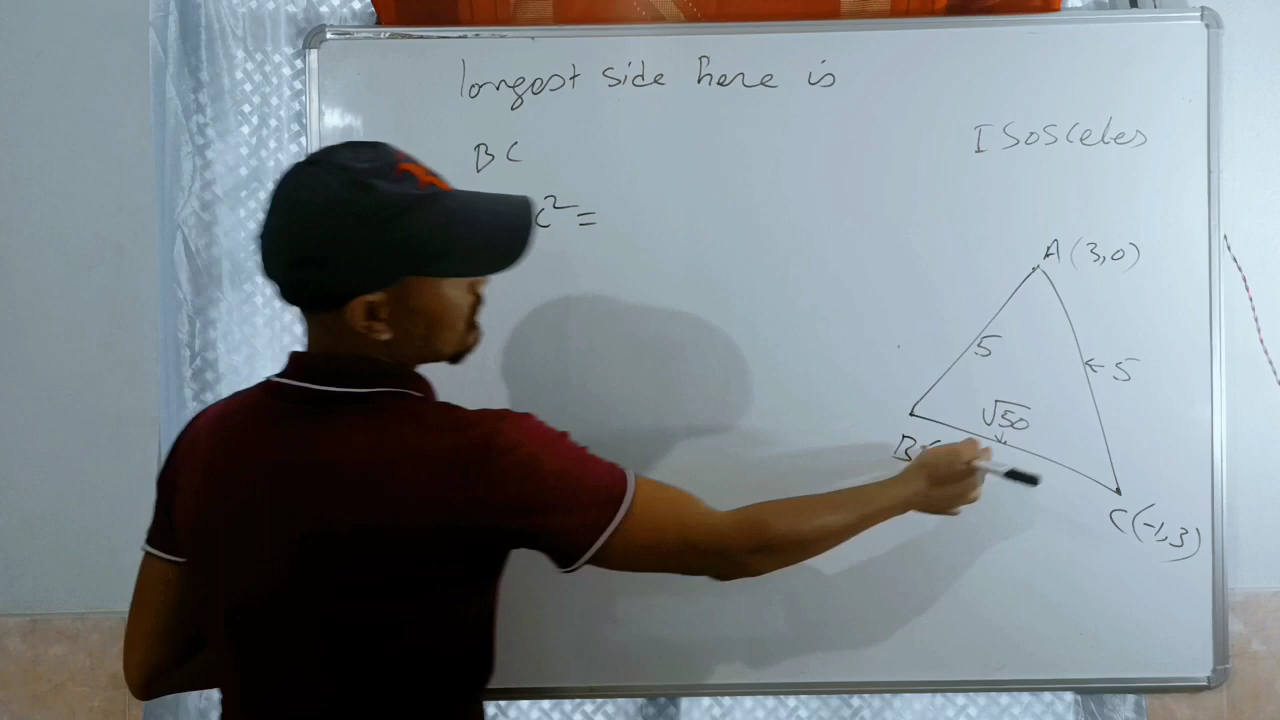 longest side here is
Isosceles
BC
C²=
A(3,0)
5
← 5
√50
B
C(-1,3)